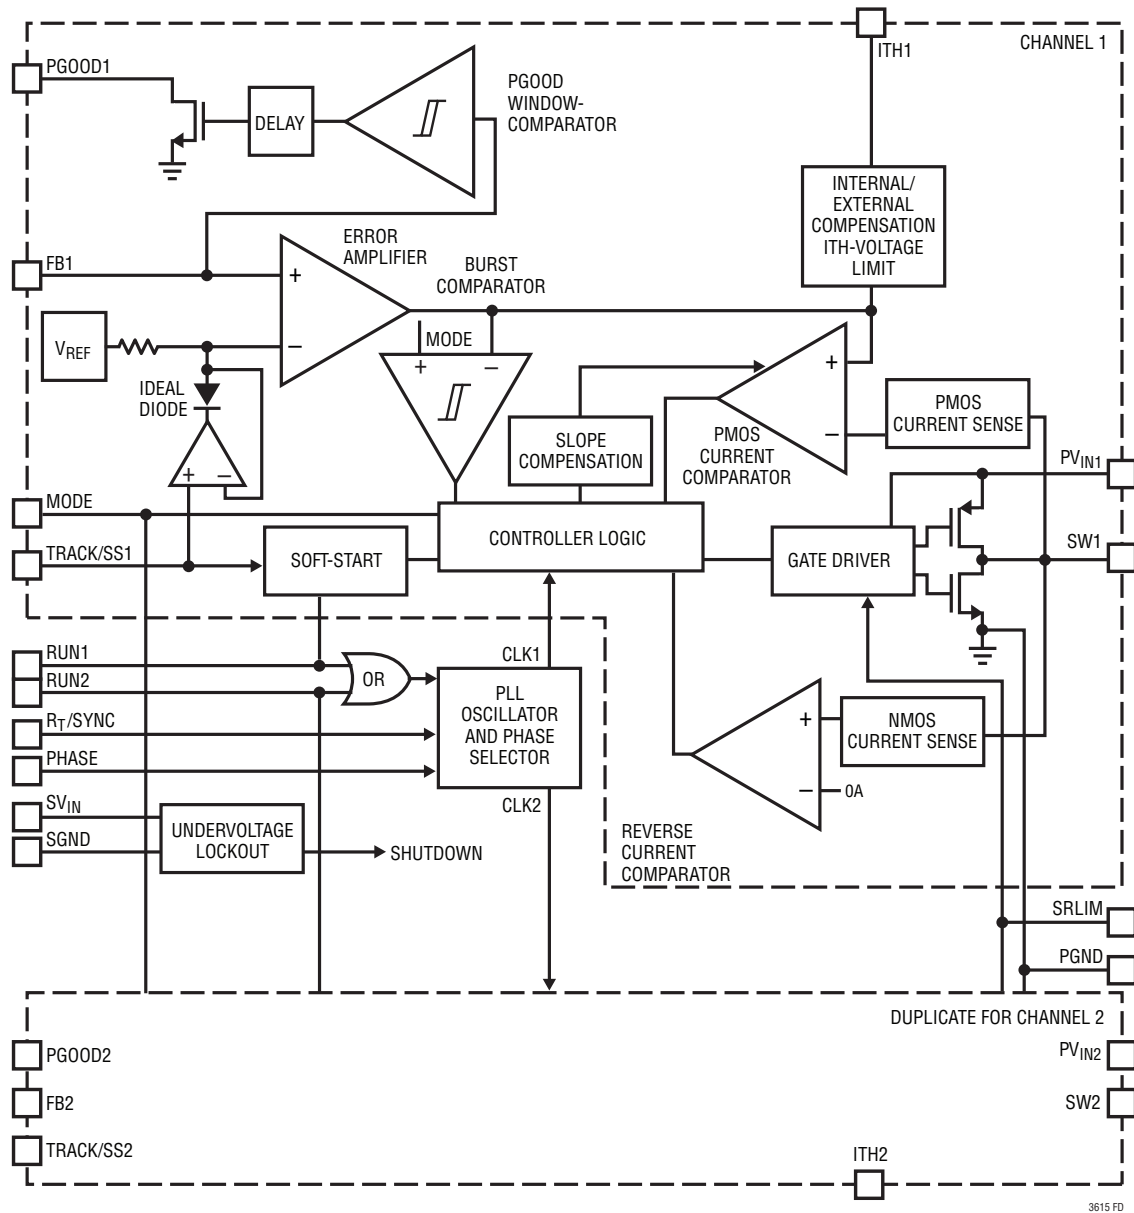 ITH1
CHANNEL 1
PGOOD1
PGOOD
WINDOW-
COMPARATOR
DELAY
INTERNAL/
EXTERNAL
COMPENSATION
ITH-VOLTAGE
LIMIT
ERROR
AMPLIFIER
FB1
+
BURST
COMPARATOR
VREF
−
MODE
+
−
+
IDEAL
DIODE
PMOS
CURRENT SENSE
SLOPE
COMPENSATION
PMOS
CURRENT
COMPARATOR
−
+
−
PVIN1
MODE
CONTROLLER LOGIC
TRACK/SS1
SOFT-START
GATE DRIVER
SW1
RUN1
CLK1
RUN2
OR
PLL
OSCILLATOR
AND PHASE
SELECTOR
RT/SYNC
+
NMOS
CURRENT SENSE
PHASE
−
0A
SVIN
CLK2
UNDERVOLTAGE
LOCKOUT
SGND
SHUTDOWN
REVERSE
CURRENT
COMPARATOR
SRLIM
PGND
DUPLICATE FOR CHANNEL 2
PGOOD2
PVIN2
FB2
SW2
TRACK/SS2
ITH2
3615 FD